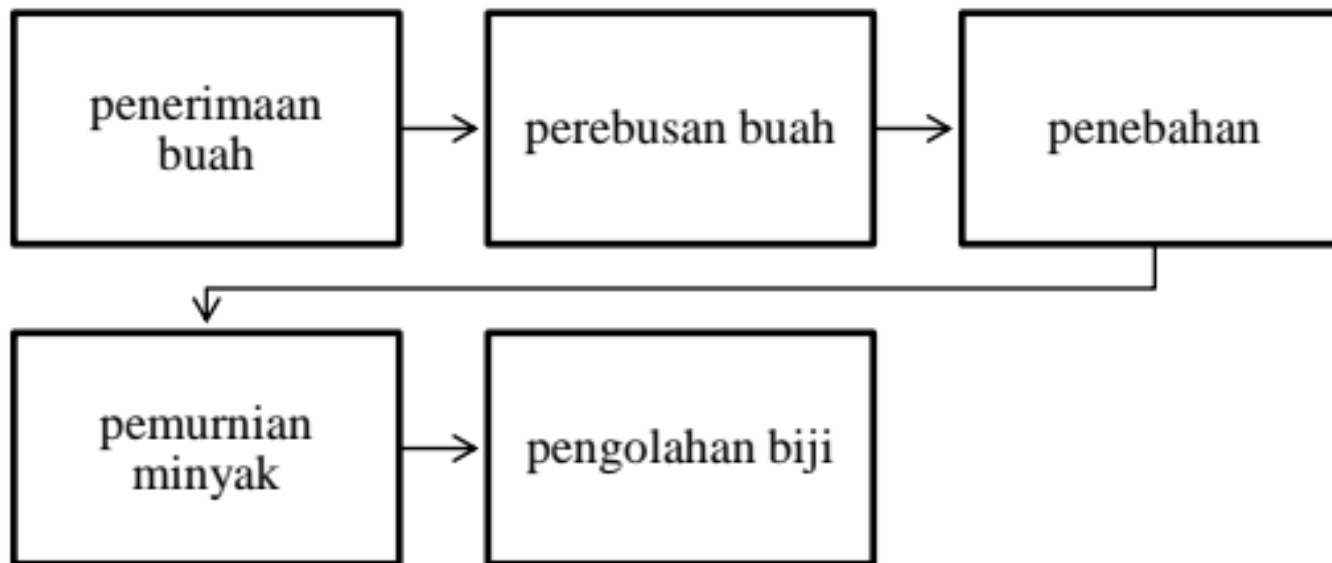 penerimaan
buah
perebusan buah
penebahan
pemurnian
minyak
pengolahan biji